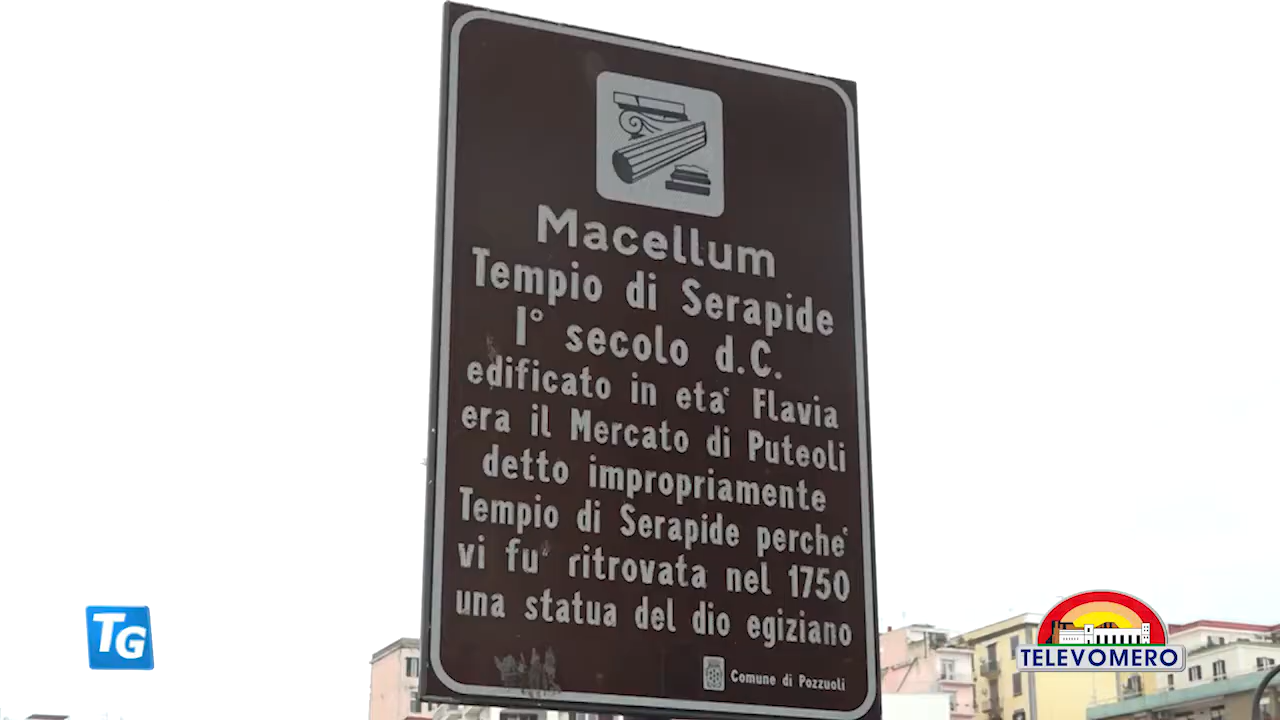 Macellum
Tempio di Serapide
I° secolo d.C.
edificato in eta' Flavia
era il Mercato di Puteoli
detto impropriamente
Tempio di Serapide perche'
vi fu' ritrovata nel 1750
una statua del dio egiziano
Comune di Pozzuoli
TG
TELEVOMERO